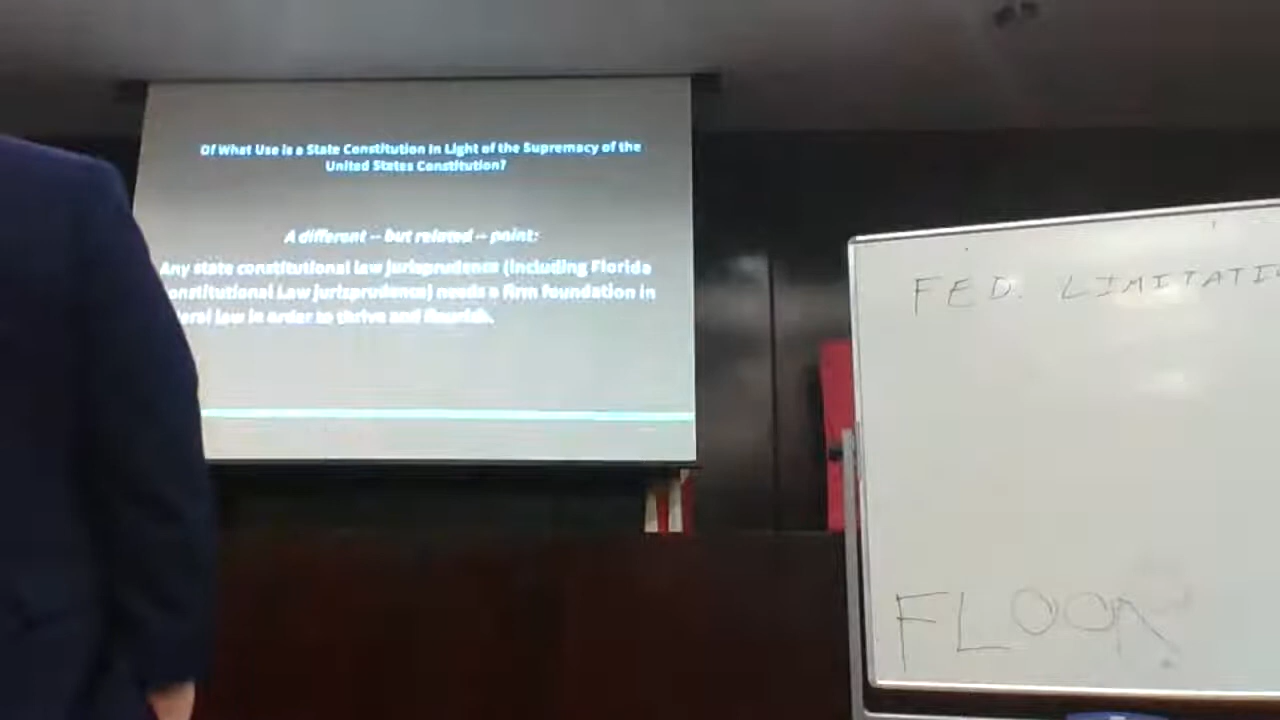 Of What Use is a State Constitution In Light of the Supremacy of the
United States Constitution?
A different -- but related -- point:
Any state constitutional law jurisprudence (including Florida
onstitutional Law jurisprudence) needs a firm foundation in
eral law in order to thrive and flourish.
FED. LIMITATI
FLOOR